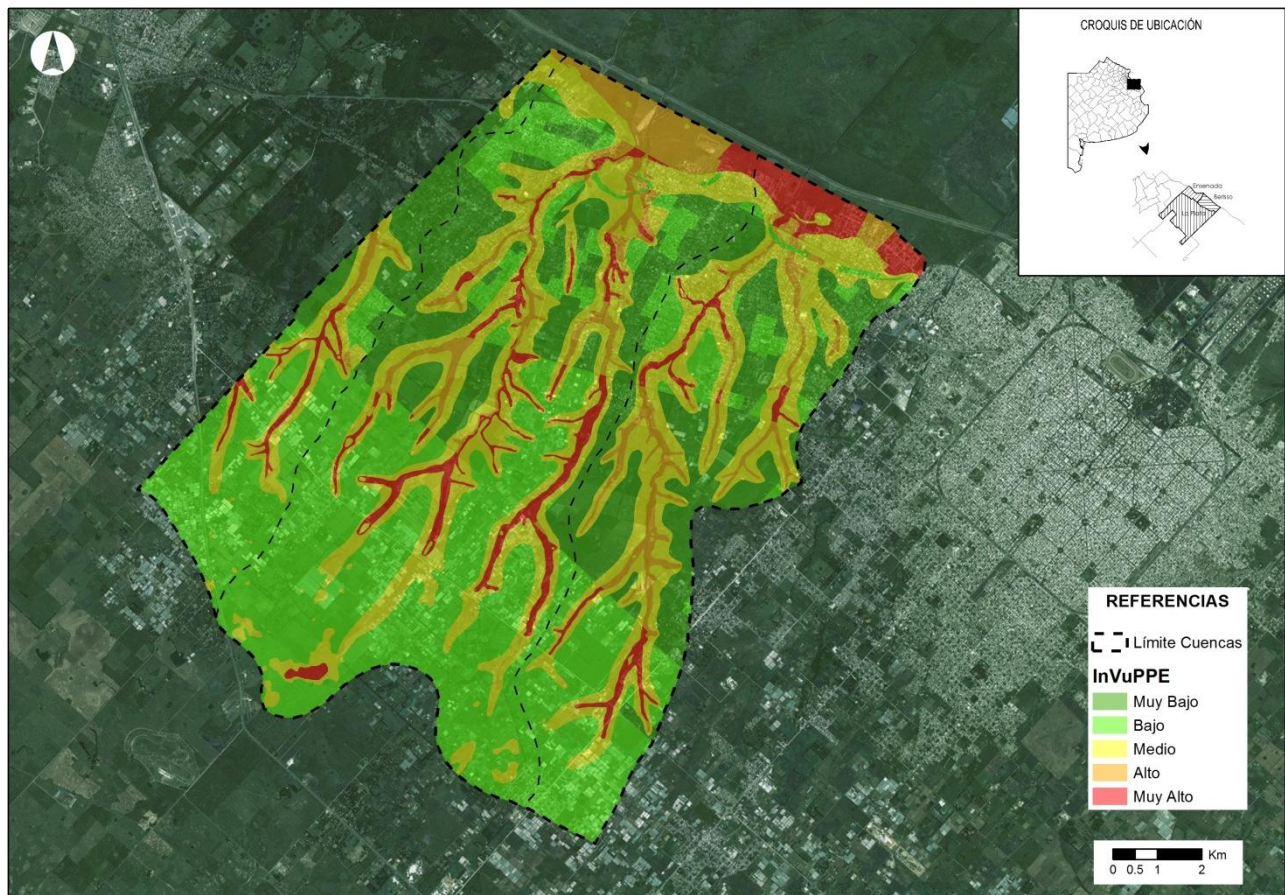 CROQUIS DE UBICACIÓN
Ensenada
Berisso
La Plata
REFERENCIAS
Límite Cuencas
InVuPPE
Muy Bajo
Bajo
Medio
Alto
Muy Alto
Km
0 0.5 1 2